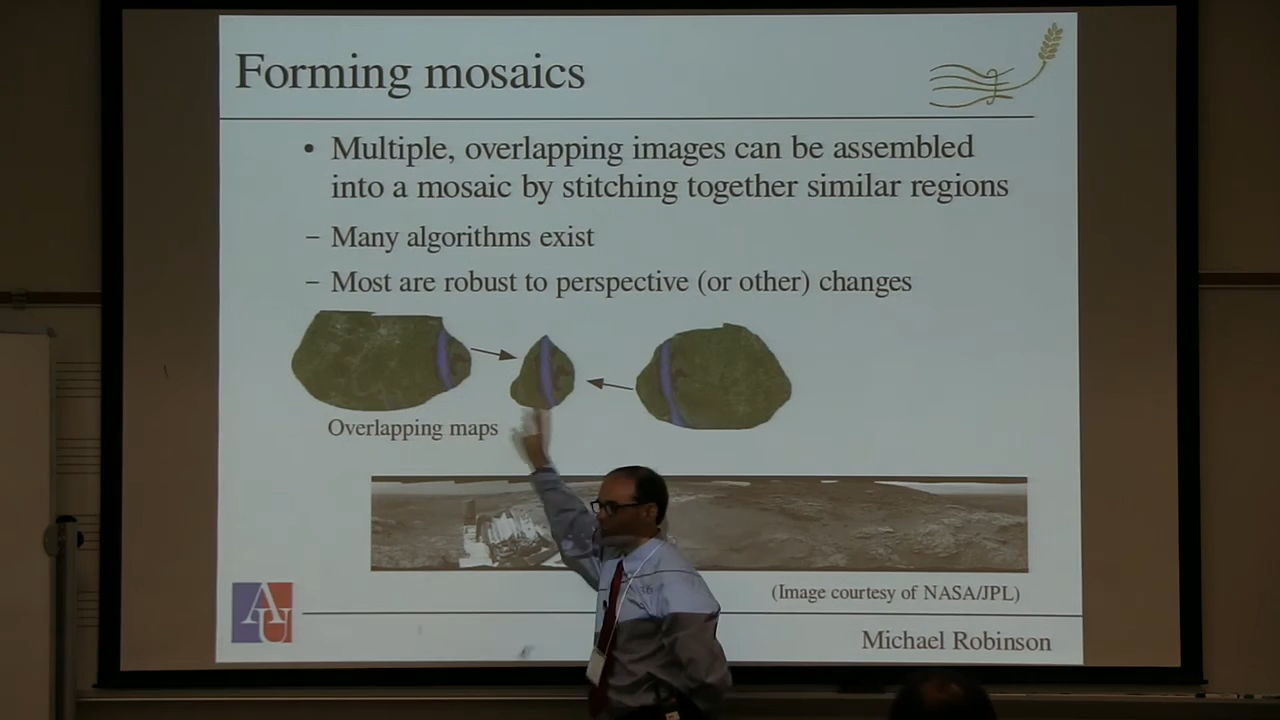 Forming mosaics
• Multiple, overlapping images can be assembled
into a mosaic by stitching together similar regions
– Many algorithms exist
– Most are robust to perspective (or other) changes
Overlapping maps
(Image courtesy of NASA/JPL)
AU
Michael Robinson